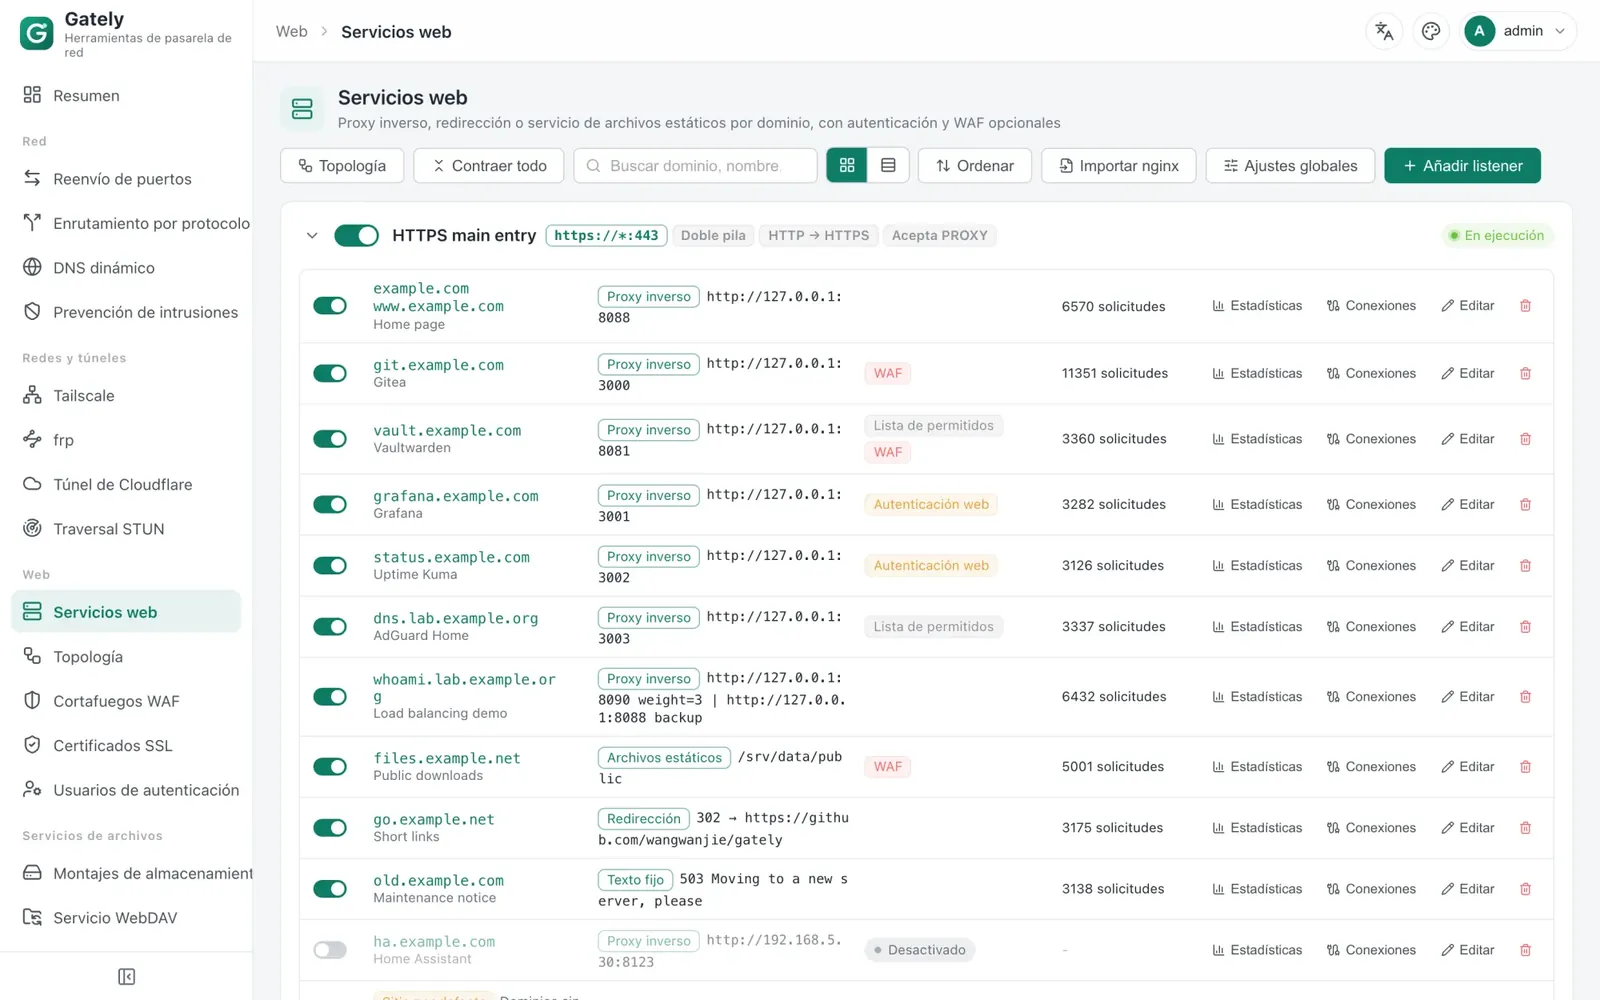 Gately
Herramientas de pasarela de
red
Resumen
Red
Reenvío de puertos
Enrutamiento por protocolo
DNS dinámico
Prevención de intrusiones
Redes y túneles
Tailscale
frp
Túnel de Cloudflare
Traversal STUN
Web
Servicios web
Topología
Cortafuegos WAF
Certificados SSL
Usuarios de autenticación
Servicios de archivos
Montajes de almacenamient
Servicio WebDAV
Web > Servicios web
A admin
Servicios web
Proxy inverso, redirección o servicio de archivos estáticos por dominio, con autenticación y WAF opcionales
Topología Contraer todo Buscar dominio, nombre. Ordenar Importar nginx Ajustes globales + Añadir listener
HTTPS main entry https://*:443 Doble pila HTTP → HTTPS Acepta PROXY En ejecución
example.com
www.example.com
Home page
Proxy inverso http://127.0.0.1:
8088
6570 solicitudes Estadísticas Conexiones Editar
git.example.com
Gitea
Proxy inverso http://127.0.0.1:
3000
WAF
11351 solicitudes Estadísticas Conexiones Editar
vault.example.com
Vaultwarden
Proxy inverso http://127.0.0.1:
8081
Lista de permitidos
WAF
3360 solicitudes Estadísticas Conexiones Editar
grafana.example.com
Grafana
Proxy inverso http://127.0.0.1:
3001
Autenticación web
3282 solicitudes Estadísticas Conexiones Editar
status.example.com
Uptime Kuma
Proxy inverso http://127.0.0.1:
3002
Autenticación web
3126 solicitudes Estadísticas Conexiones Editar
dns.lab.example.org
AdGuard Home
Proxy inverso http://127.0.0.1:
3003
Lista de permitidos
3337 solicitudes Estadísticas Conexiones Editar
whoami.lab.example.or
g
Load balancing demo
Proxy inverso http://127.0.0.1:
8090 weight=3 | http://127.0.0.
1:8088 backup
6432 solicitudes Estadísticas Conexiones Editar
files.example.net
Public downloads
Archivos estáticos /srv/data/pub
lic
WAF
5001 solicitudes Estadísticas Conexiones Editar
go.example.net
Short links
Redirección 302 → https://githu
b.com/wangwanjie/gately
3175 solicitudes Estadísticas Conexiones Editar
old.example.com
Maintenance notice
Texto fijo 503 Moving to a new s
erver, please
3138 solicitudes Estadísticas Conexiones Editar
ha.example.com
Home Assistant
Proxy inverso http://192.168.5.
30:8123
Desactivado
- Estadísticas Conexiones Editar